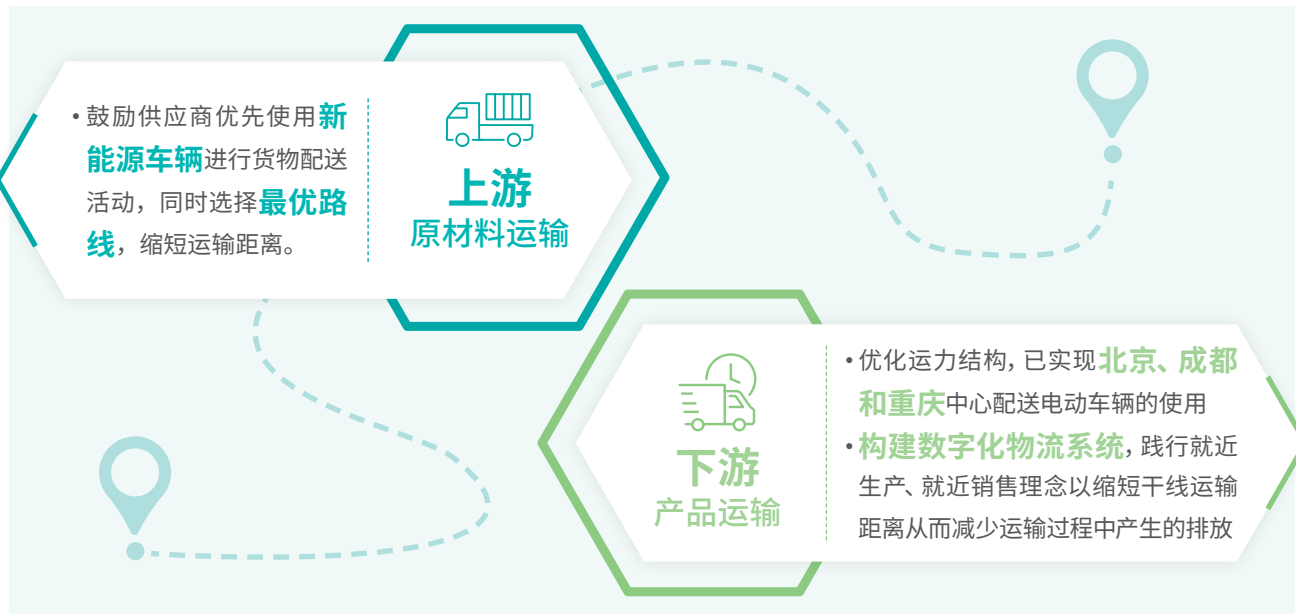 • 鼓励供应商优先使用新
能源车辆进行货物配送
活动，同时选择最优路
线，缩短运输距离。
上游
原材料运输
下游
产品运输
• 优化运力结构，已实现北京、成都
和重庆中心配送电动车辆的使用
• 构建数字化物流系统，践行就近
生产、就近销售理念以缩短干线运输
距离从而减少运输过程中产生的排放